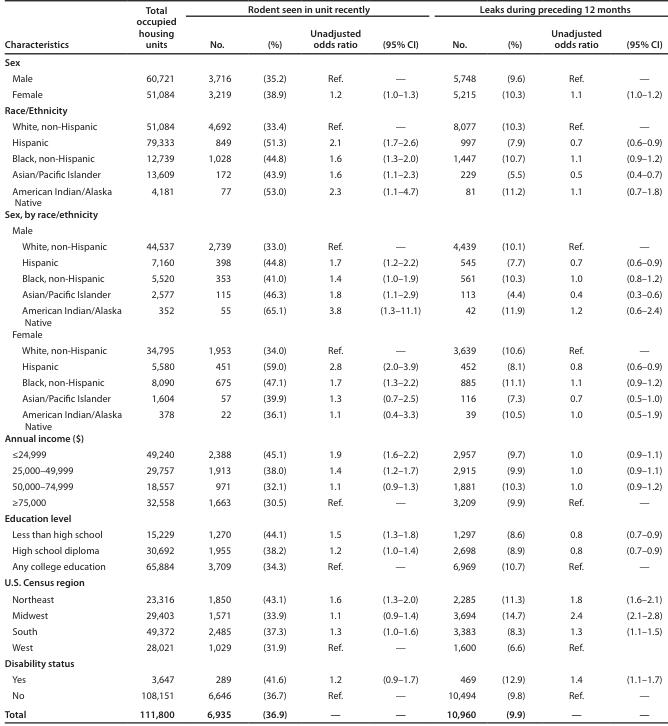 Total occupied housing units
Rodent seen in unit recently
Leaks during preceding 12 months
Characteristics No. (%) Unadjusted odds ratio (95% CI) No. (%) Unadjusted odds ratio (95% CI)
Sex
Male 60,721 3,716 (35.2) Ref. — 5,748 (9.6) Ref. —
Female 51,084 3,219 (38.9) 1.2 (1.0–1.3) 5,215 (10.3) 1.1 (1.0–1.2)
Race/Ethnicity
White, non-Hispanic 51,084 4,692 (33.4) Ref. — 8,077 (10.3) Ref. —
Hispanic 79,333 849 (51.3) 2.1 (1.7–2.6) 997 (7.9) 0.7 (0.6–0.9)
Black, non-Hispanic 12,739 1,028 (44.8) 1.6 (1.3–2.0) 1,447 (10.7) 1.1 (0.9–1.2)
Asian/Pacific Islander 13,609 172 (43.9) 1.6 (1.1–2.3) 229 (5.5) 0.5 (0.4–0.7)
American Indian/Alaska 4,181 77 (53.0) 2.3 (1.1–4.7) 81 (11.2) 1.1 (0.7–1.8)
Native
Sex, by race/ethnicity
Male
White, non-Hispanic 44,537 2,739 (33.0) Ref. — 4,439 (10.1) Ref. —
Hispanic 7,160 398 (44.8) 1.7 (1.2–2.2) 545 (7.7) 0.7 (0.6–0.9)
Black, non-Hispanic 5,520 353 (41.0) 1.4 (1.0–1.9) 561 (10.3) 1.0 (0.8–1.2)
Asian/Pacific Islander 2,577 115 (46.3) 1.8 (1.1–2.9) 113 (4.4) 0.4 (0.3–0.6)
American Indian/Alaska 352 55 (65.1) 3.8 (1.3–11.1) 42 (11.9) 1.2 (0.6–2.4)
Native
Female
White, non-Hispanic 34,795 1,953 (34.0) Ref. — 3,639 (10.6) Ref. —
Hispanic 5,580 451 (59.0) 2.8 (2.0–3.9) 452 (8.1) 0.8 (0.6–0.9)
Black, non-Hispanic 8,090 675 (47.1) 1.7 (1.3–2.2) 885 (11.1) 1.1 (0.9–1.2)
Asian/Pacific Islander 1,604 57 (39.9) 1.3 (0.7–2.5) 116 (7.3) 0.7 (0.5–1.0)
American Indian/Alaska 378 22 (36.1) 1.1 (0.4–3.3) 39 (10.5) 1.0 (0.5–1.9)
Native
Annual income ($)
≤24,999 49,240 2,388 (45.1) 1.9 (1.6–2.2) 2,957 (9.7) 1.0 (0.9–1.1)
25,000–49,999 29,757 1,913 (38.0) 1.4 (1.2–1.7) 2,915 (9.9) 1.0 (0.9–1.1)
50,000–74,999 18,557 971 (32.1) 1.1 (0.9–1.3) 1,881 (10.3) 1.0 (0.9–1.2)
≥75,000 32,558 1,663 (30.5) Ref. — 3,209 (9.9) Ref. —
Education level
Less than high school 15,229 1,270 (44.1) 1.5 (1.3–1.8) 1,297 (8.6) 0.8 (0.7–0.9)
High school diploma 30,692 1,955 (38.2) 1.2 (1.0–1.4) 2,698 (8.9) 0.8 (0.7–0.9)
Any college education 65,884 3,709 (34.3) Ref. — 6,969 (10.7) Ref. —
U.S. Census region
Northeast 23,316 1,850 (43.1) 1.6 (1.3–2.0) 2,285 (11.3) 1.8 (1.6–2.1)
Midwest 29,403 1,571 (33.9) 1.1 (0.9–1.4) 3,694 (14.7) 2.4 (2.1–2.8)
South 49,372 2,485 (37.3) 1.3 (1.0–1.6) 3,383 (8.3) 1.3 (1.1–1.5)
West 28,021 1,029 (31.9) Ref. — 1,600 (6.6) Ref.
Disability status
Yes 3,647 289 (41.6) 1.2 (0.9–1.7) 469 (12.9) 1.4 (1.1–1.7)
No 108,151 6,646 (36.7) Ref. — 10,494 (9.8) Ref. —
Total 111,800 6,935 (36.9) — — 10,960 (9.9) — —